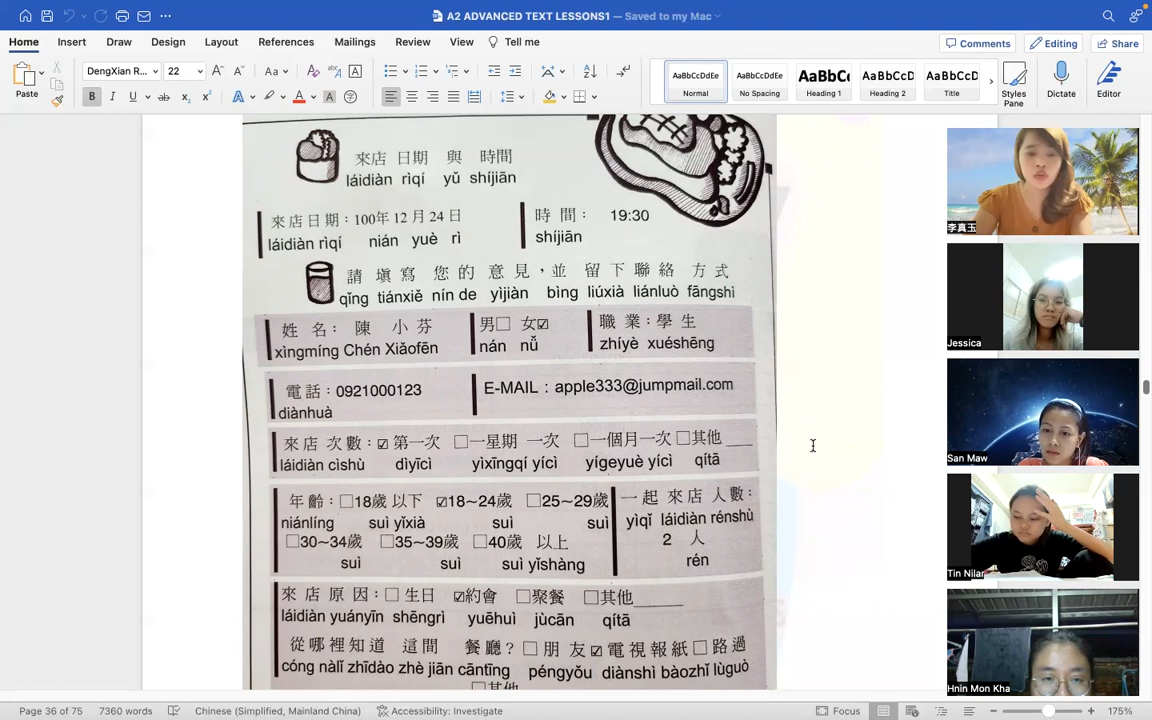 A2 ADVANCED TEXT LESSONS1 — Saved to my Mac
Home Insert Draw Design Layout References Mailings Review View Tell me
Comments Editing Share
Paste
DengXian R... 22
AaBbCcDdEe AaBbCcDdEe AaBbCc AaBbCcD AaBbCcD
Normal No Spacing Heading 1 Heading 2 Title
Styles Pane
Dictate
Editor
來店 日期 與 時間
láidiàn rìqí yǔ shíjiān
來店日期：100年 12 月 24 日
láidiàn rìqí nián yuè rì
時 間： 19:30
shíjiān
請 填寫 您 的 意見，並 留 下 聯絡 方式
qǐng tiánxiě nín de yìjiàn bìng liúxià liánluò fāngshì
姓 名： 陳 小 芬
xìngmíng Chén Xiǎofēn
男☐ 女☑
nán nǚ
職 業：學 生
zhíyè xuéshēng
電話：0921000123
diànhuà
E-MAIL：apple333@jumpmail.com
來店 次數：☑ 第一次 ☐一星期 一次 ☐一個月一次 ☐其他 ___
láidiàn cìshù dìyīcì yìxīngqí yícì yígeyuè yícì qítā
年 齡：☐18歲 以下 ☑18~24歲 ☐25~29歲
niánlíng suì yǐxià suì suì
☐30~34歲 ☐35~39歲 ☐40歲 以上
suì suì suì yǐshàng
一起 來店 人數：
yìqǐ láidiàn rénshù
2 人
rén
來店 原因：☐ 生日 ☑約會 ☐聚餐 ☐其他_____
láidiàn yuányīn shēngrì yuēhuì jùcān qítā
從哪裡知道 這間 餐廳？☐ 朋 友 ☑ 電視 報紙 ☐ 路過
cóng nàlǐ zhīdào zhè jiān cāntīng péngyǒu diànshì bàozhǐ lùguò
☐其他
李真玉
Jessica
San Maw
Tin Nilar
Hnin Mon Kha
Page 36 of 75 7360 words Chinese (Simplified, Mainland China) Accessibility: Investigate Focus 175%